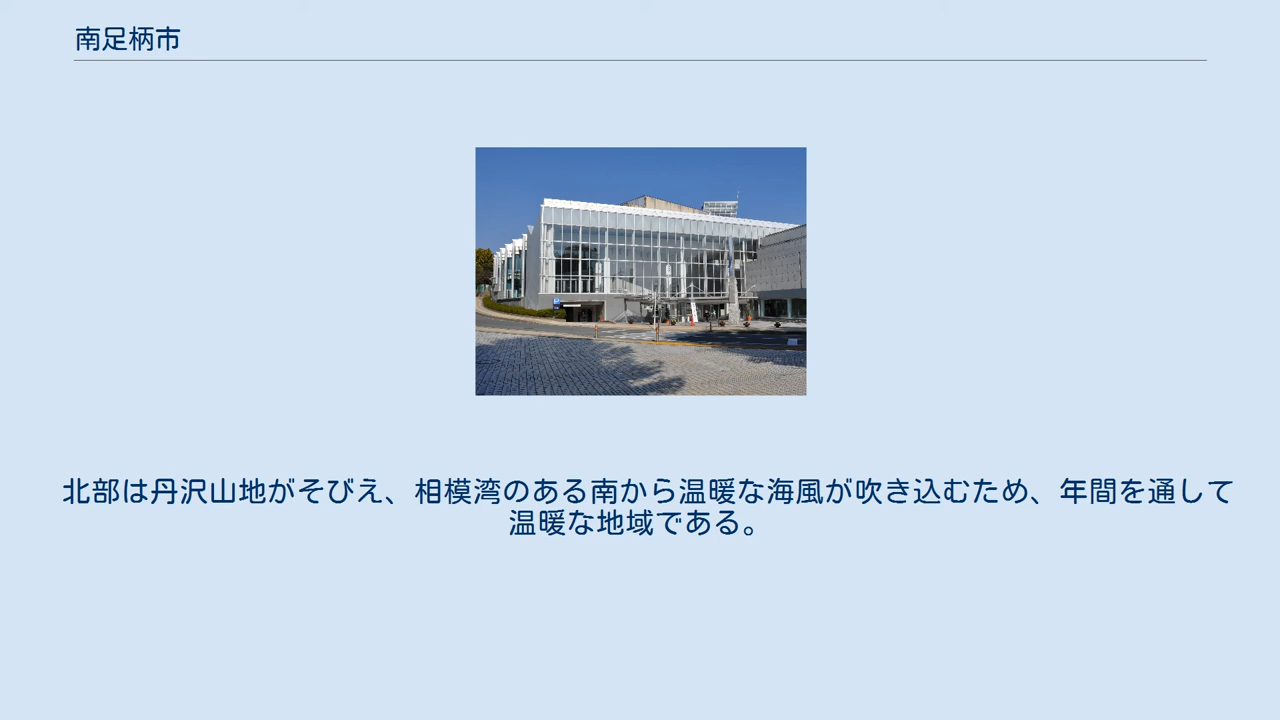 南足柄市
北部は丹沢山地がそびえ、相模湾のある南から温暖な海風が吹き込むため、年間を通して
温暖な地域である。